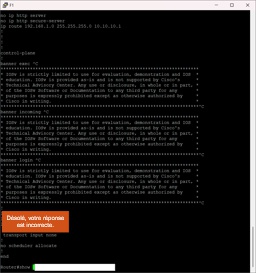 no ip http server
no ip http secure-server
ip route 192.168.1.0 255.255.255.0 10.10.10.1
!
control-plane
!
banner exec ^C
* IOSv is strictly limited to use for evaluation, demonstration and IOS *
* education. IOSv is provided as-is and is not supported by Cisco's *
* Technical Advisory Center. Any use or disclosure, in whole or in part, *
* of the IOSv Software or Documentation to any third party for any *
* purposes is expressly prohibited except as otherwise authorized by *
* Cisco in writing. *
banner incoming ^C
* IOSv is strictly limited to use for evaluation, demonstration and IOS *
* education. IOSv is provided as-is and is not supported by Cisco's *
* Technical Advisory Center. Any use or disclosure, in whole or in part, *
* of the IOSv Software or Documentation to any third party for any *
* purposes is expressly prohibited except as otherwise authorized by *
* Cisco in writing. *
banner login ^C
* IOSv is strictly limited to use for evaluation, demonstration and IOS *
* education. IOSv is provided as-is and is not supported by Cisco's *
* Technical Advisory Center. Any use or disclosure, in whole or in part, *
* of the IOSv Software or Documentation to any third party for any *
* purposes is expressly prohibited except as otherwise authorized by *
* Cisco in writing. *
Désolé, votre réponse
est incorrecte.
transport input none
no scheduler allocate
end
Router#show